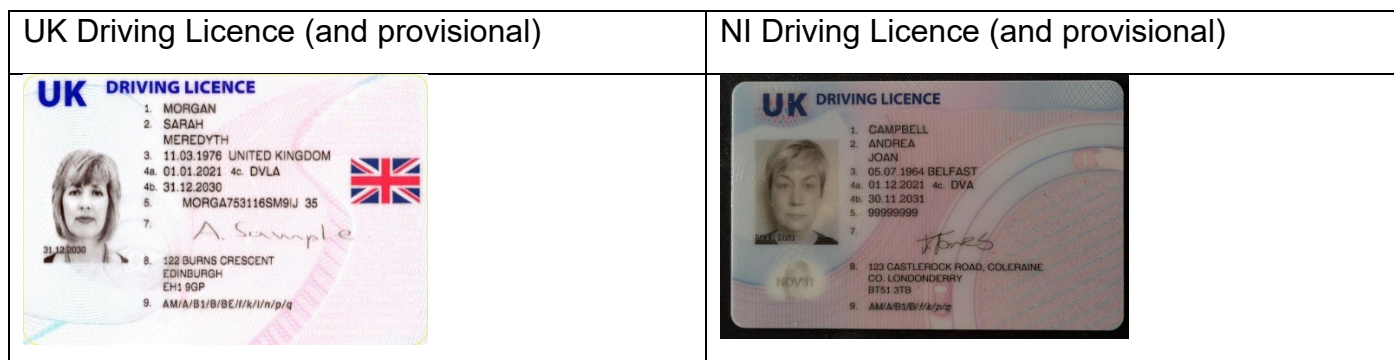 UK Driving Licence (and provisional)
NI Driving Licence (and provisional)
UK DRIVING LICENCE
1. MORGAN
2. SARAH
MEREDYTH
3. 11.03.1976 UNITED KINGDOM
4a. 01.01.2021 4c. DVLA
4b. 31.12.2030
5. MORGA753116SM9IJ 35
7.
A. Sample
31.12.2030
8. 122 BURNS CRESCENT
EDINBURGH
EH1 9GP
9. AM/A/B1/B/BE/f/k/l/n/p/q
UK DRIVING LICENCE
1. CAMPBELL
2. ANDREA
JOAN
3. 05.07.1964 BELFAST
4a. 01.12.2021 4c. DVA
4b. 30.11.2031
5. 99999999
7.
J.Jones
NOV/31
8. 123 CASTLEROCK ROAD, COLERAINE
CO. LONDONDERRY
BT51 3TB
9. AM/A/B1/B/f/k/p/q